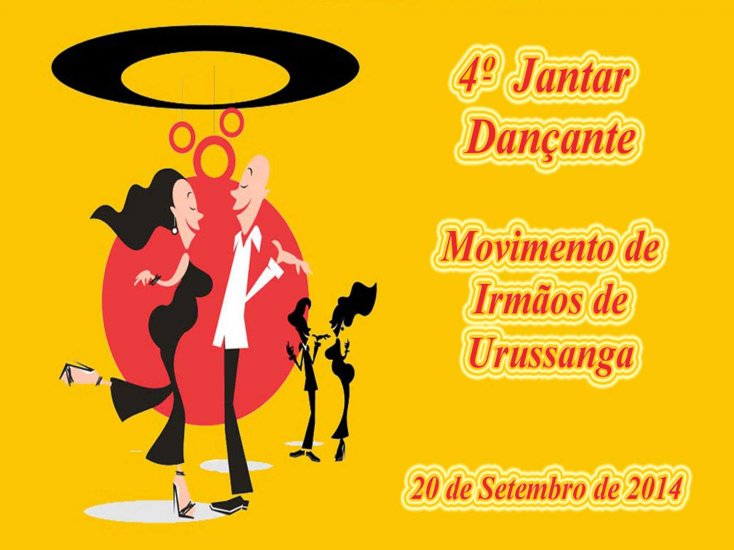 4º Jantar
Dançante
Movimento de
Irmãos de
Urussanga
20 de Setembro de 2014